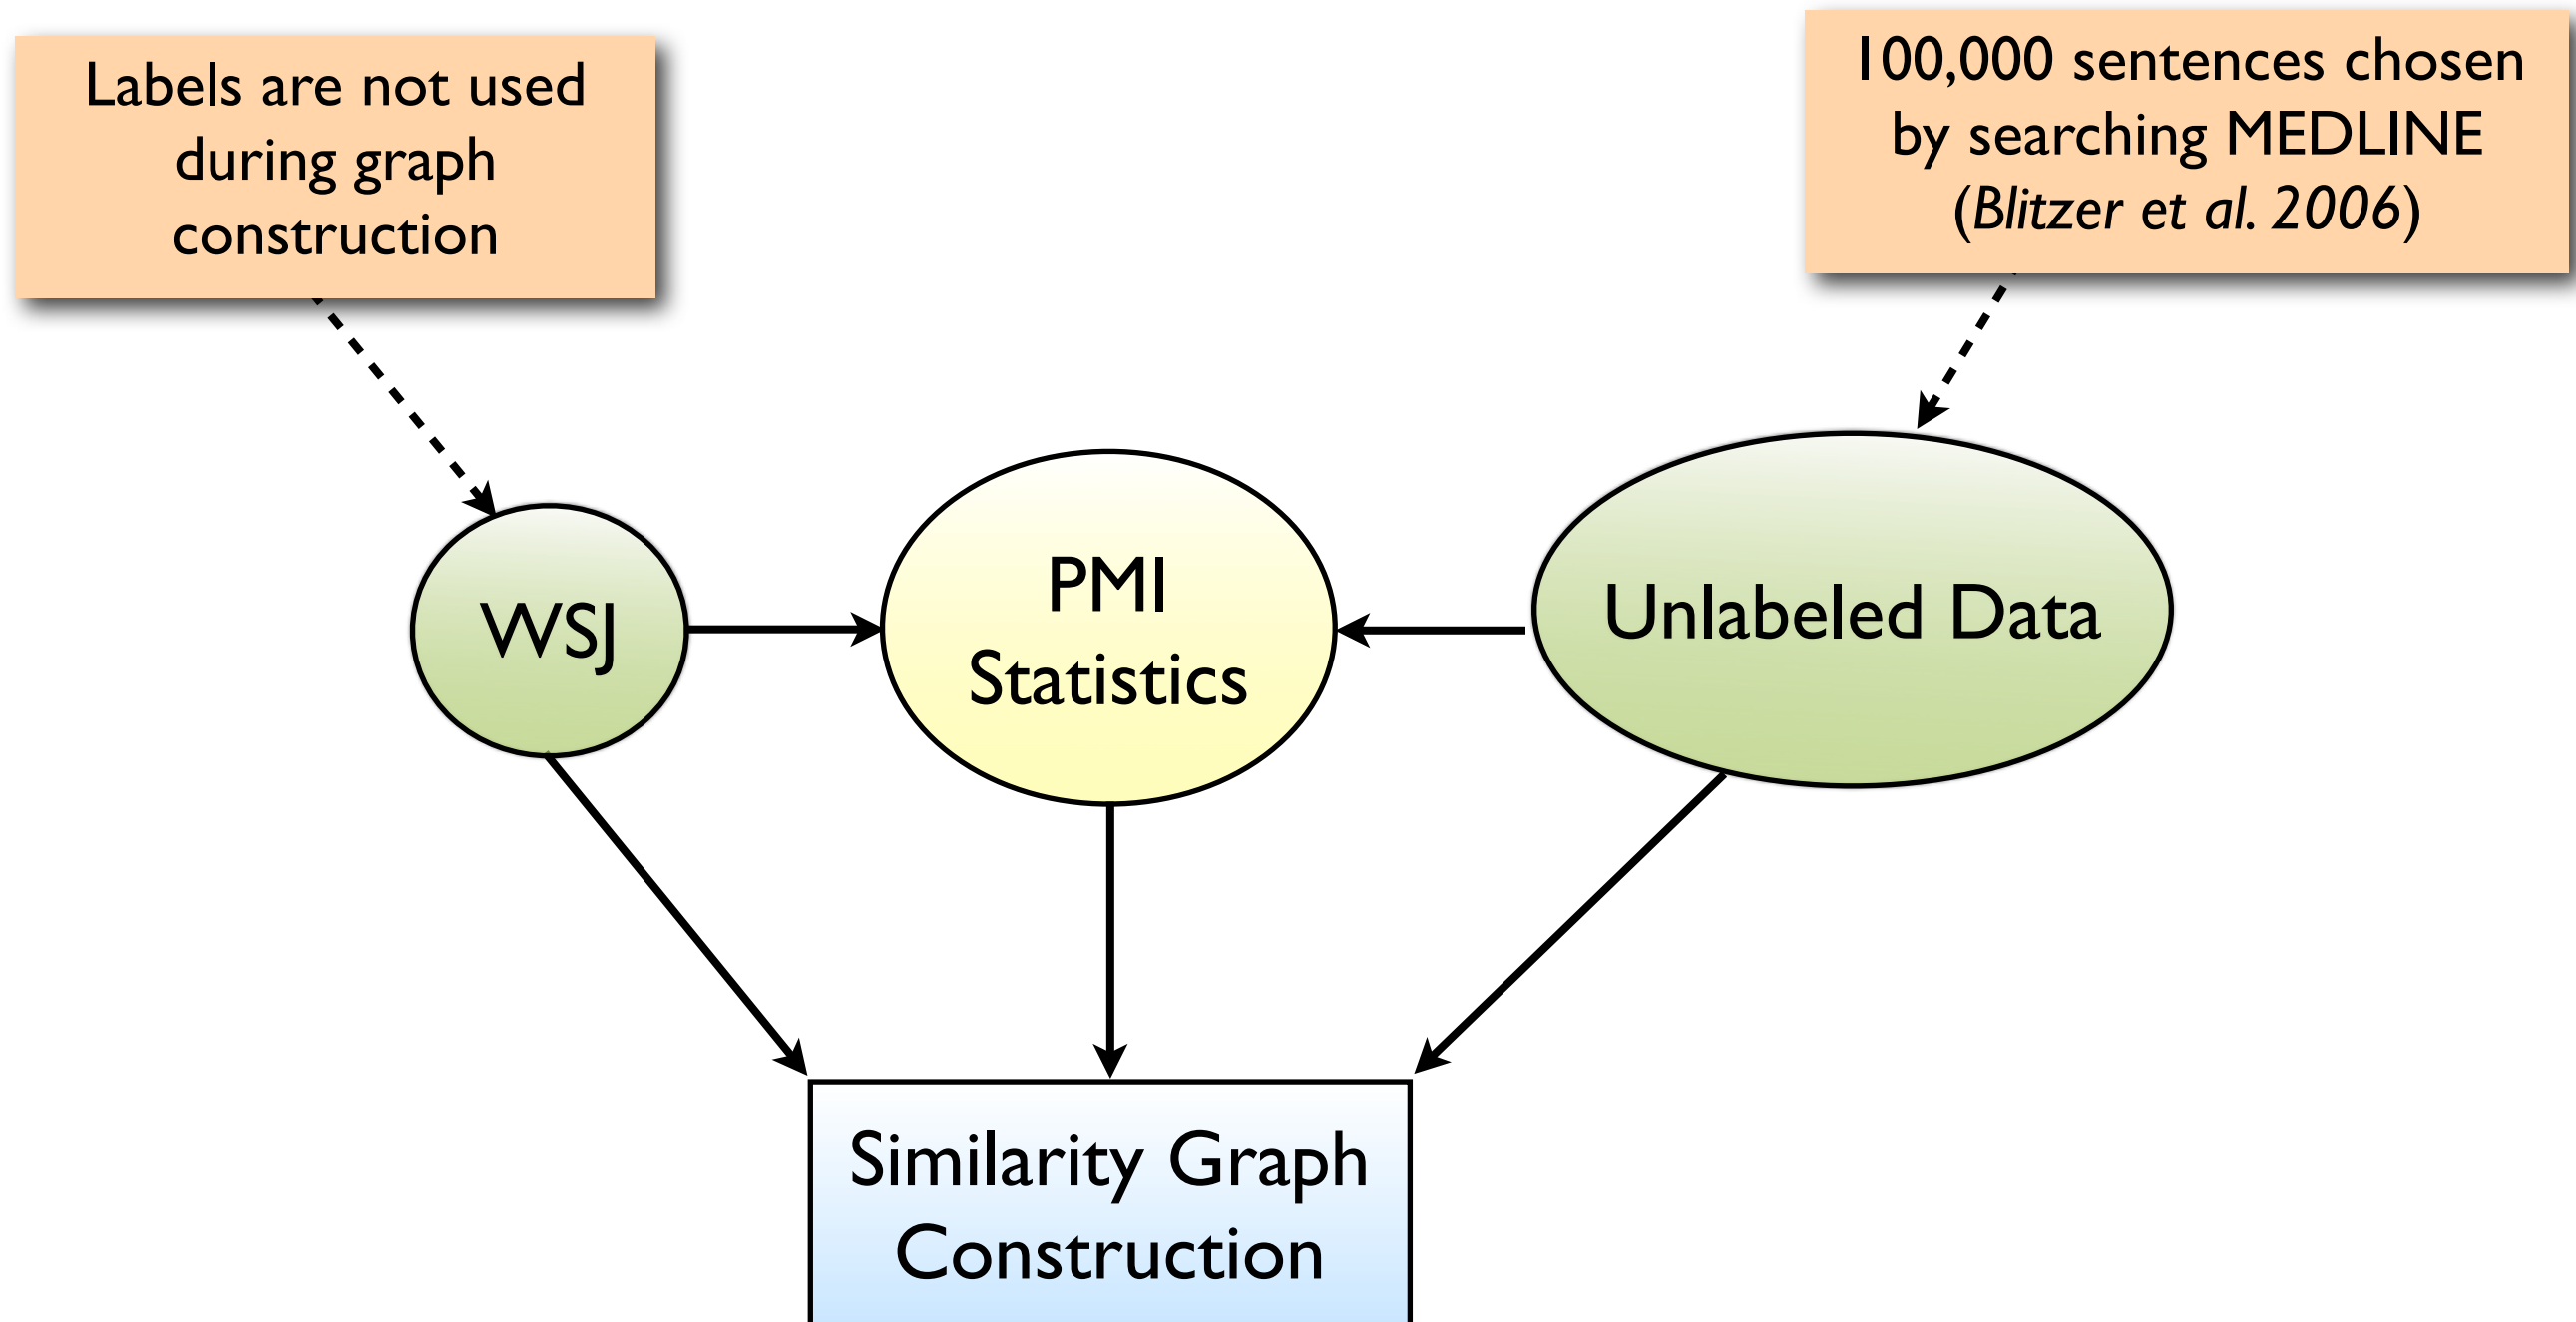 Labels are not used
during graph
construction
100,000 sentences chosen
by searching MEDLINE
(Blitzer et al. 2006)
WSJ
PMI
Statistics
Unlabeled Data
Similarity Graph
Construction